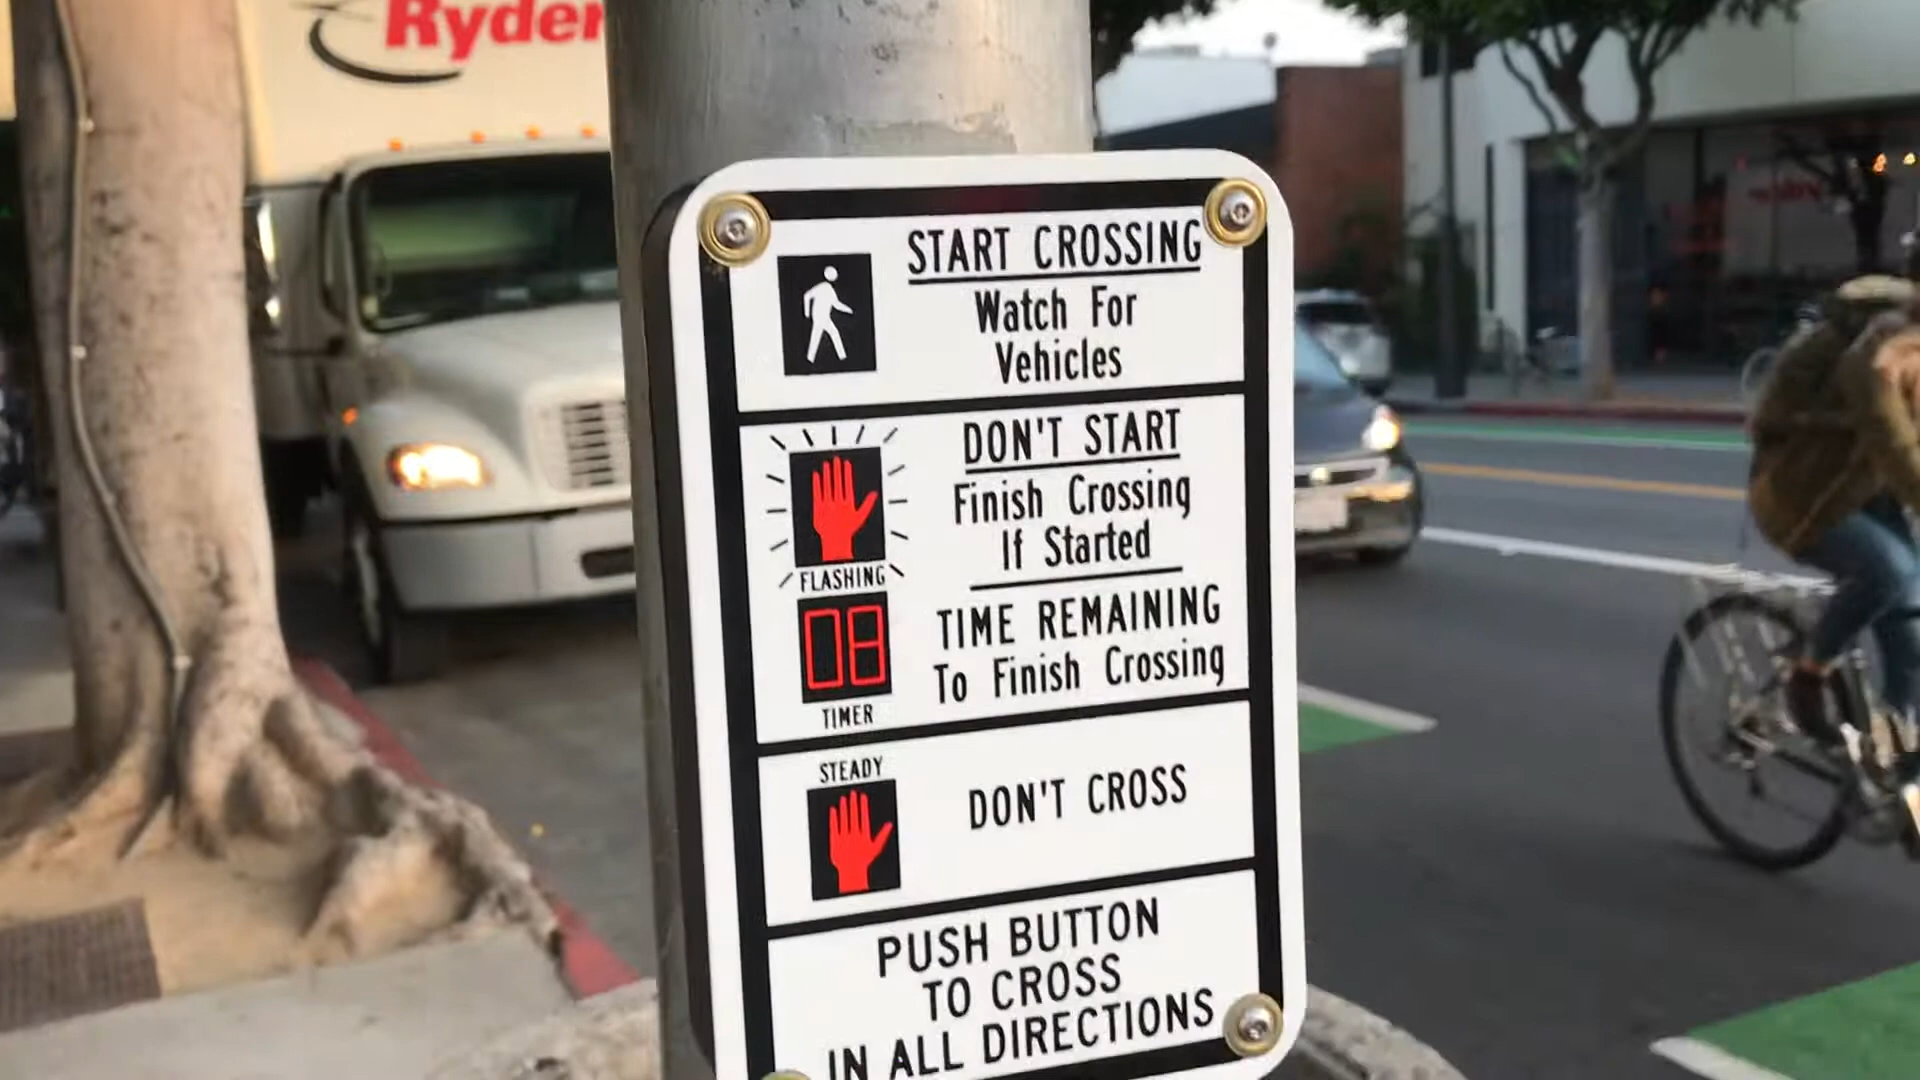 Ryder
START CROSSING
Watch For
Vehicles
DON'T START
Finish Crossing
If Started
FLASHING
08
TIME REMAINING
To Finish Crossing
TIMER
STEADY
DON'T CROSS
PUSH BUTTON
TO CROSS
IN ALL DIRECTIONS